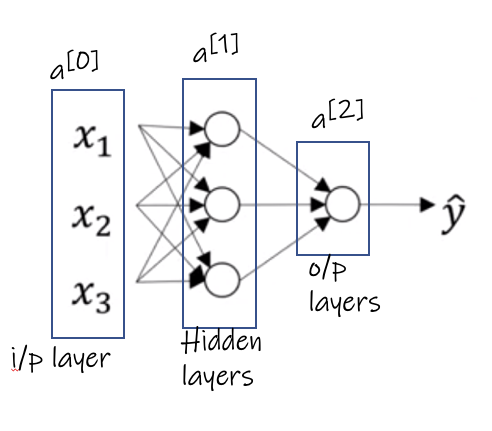 a[0]
a[1]
a[2]
x₁
x₂
x₃
ŷ
i/p layer
Hidden
layers
o/p
layers